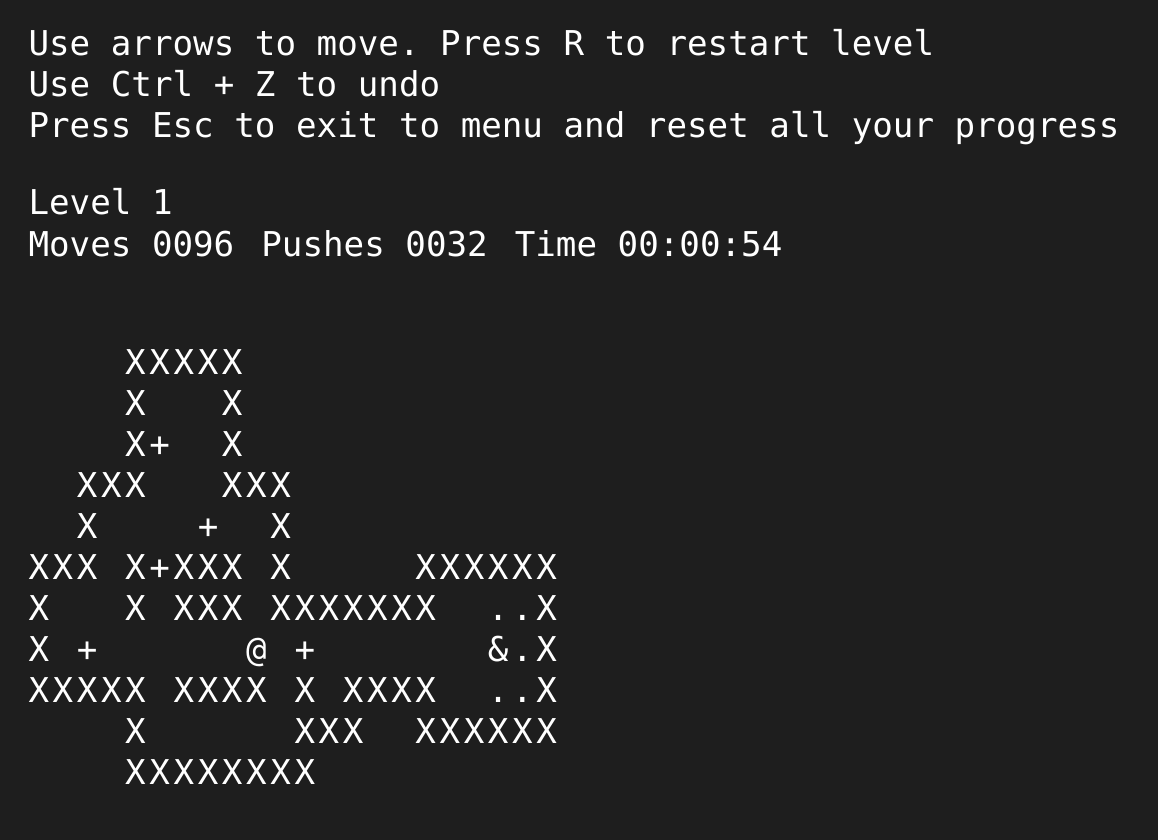 Use arrows to move. Press R to restart level
Use Ctrl + Z to undo
Press Esc to exit to menu and reset all your progress

Level 1
Moves 0096 Pushes 0032 Time 00:00:54

    XXXXX
    X   X
    X+  X
  XXX   XXX
  X    +  X
XXX X+XXX X     XXXXXX
X   X XXX XXXXXXX  ..X
X +      @ +       &.X
XXXXX XXXX X XXXX  ..X
    X      XXX  XXXXXX
    XXXXXXXX